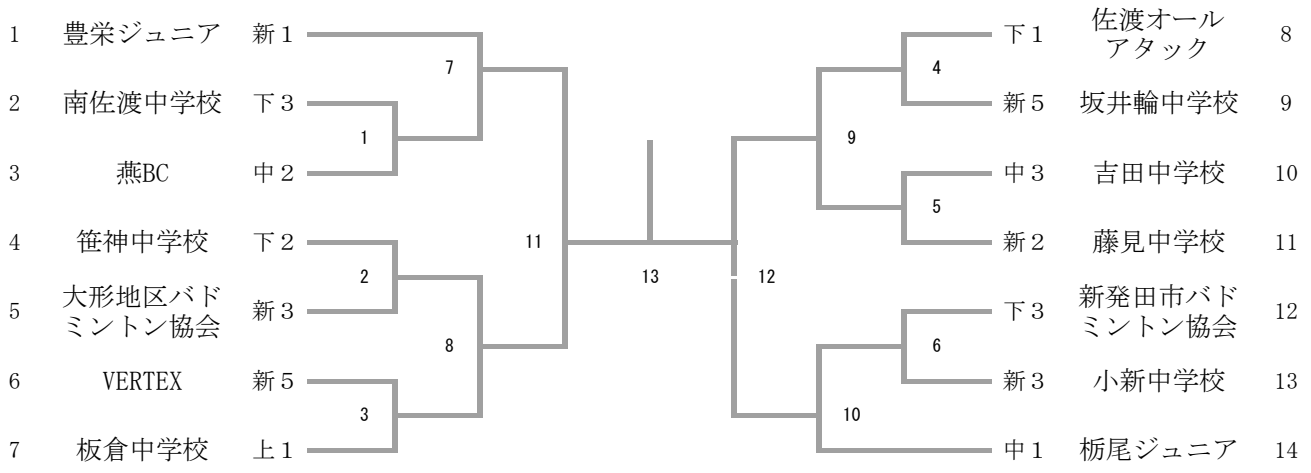 1 豊栄ジュニア 新1
7
2 南佐渡中学校 下3
1
3 燕BC 中2
4 笹神中学校 下2
11
2
5 大形地区バド
ミントン協会 新3
8
6 VERTEX 新5
3
7 板倉中学校 上1
13
下1 佐渡オール
アタック 8
4
新5 坂井輪中学校 9
9
中3 吉田中学校 10
5
新2 藤見中学校 11
12
下3 新発田市バド
ミントン協会 12
6
新3 小新中学校 13
10
中1 栃尾ジュニア 14